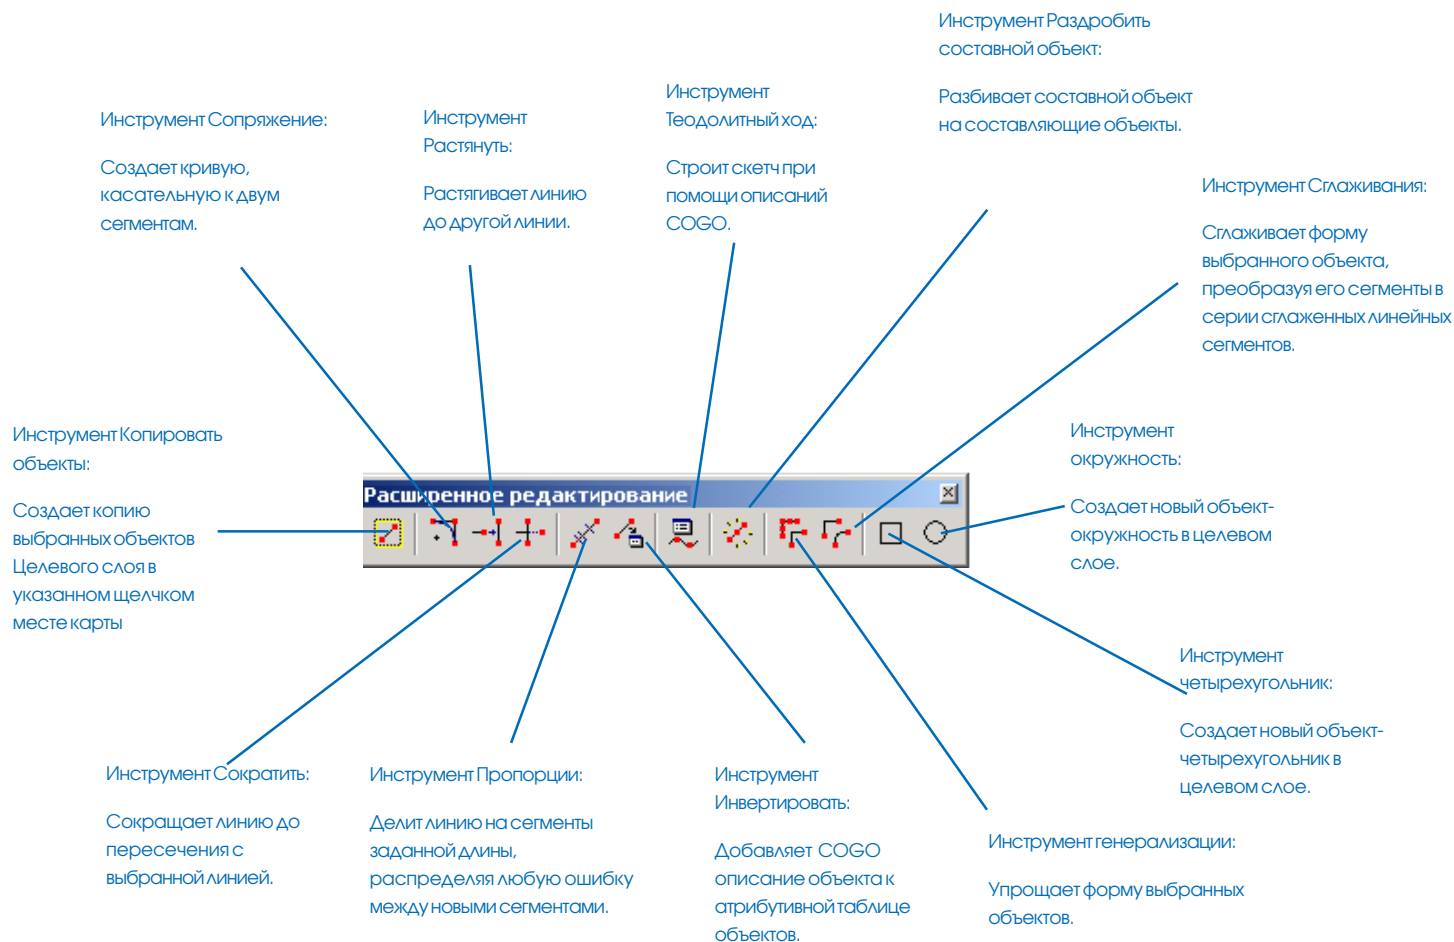 Инструмент Раздробить
составной объект:
Разбивает составной объект
на составляющие объекты.
Инструмент
Теодолитный ход:
Строит скетч при
помощи описаний
COGO.
Инструмент
Растянуть:
Растягивает линию
до другой линии.
Инструмент Сопряжение:
Создает кривую,
касательную к двум
сегментам.
Инструмент Сглаживания:
Сглаживает форму
выбранного объекта,
преобразуя его сегменты в
серии сглаженных линейных
сегментов.
Инструмент Копировать
объекты:
Создает копию
выбранных объектов
Целевого слоя в
указанном щелчком
месте карты
Расширенное редактирование
Инструмент
окружность:
Создает новый объект-
окружность в целевом
слое.
Инструмент
четырехугольник:
Создает новый объект-
четырехугольник в
целевом слое.
Инструмент Сократить:
Сокращает линию до
пересечения с
выбранной линией.
Инструмент Пропорции:
Делит линию на сегменты
заданной длины,
распределяя любую ошибку
между новыми сегментами.
Инструмент
Инвертировать:
Добавляет COGO
описание объекта к
атрибутивной таблице
объектов.
Инструмент генерализации:
Упрощает форму выбранных
объектов.